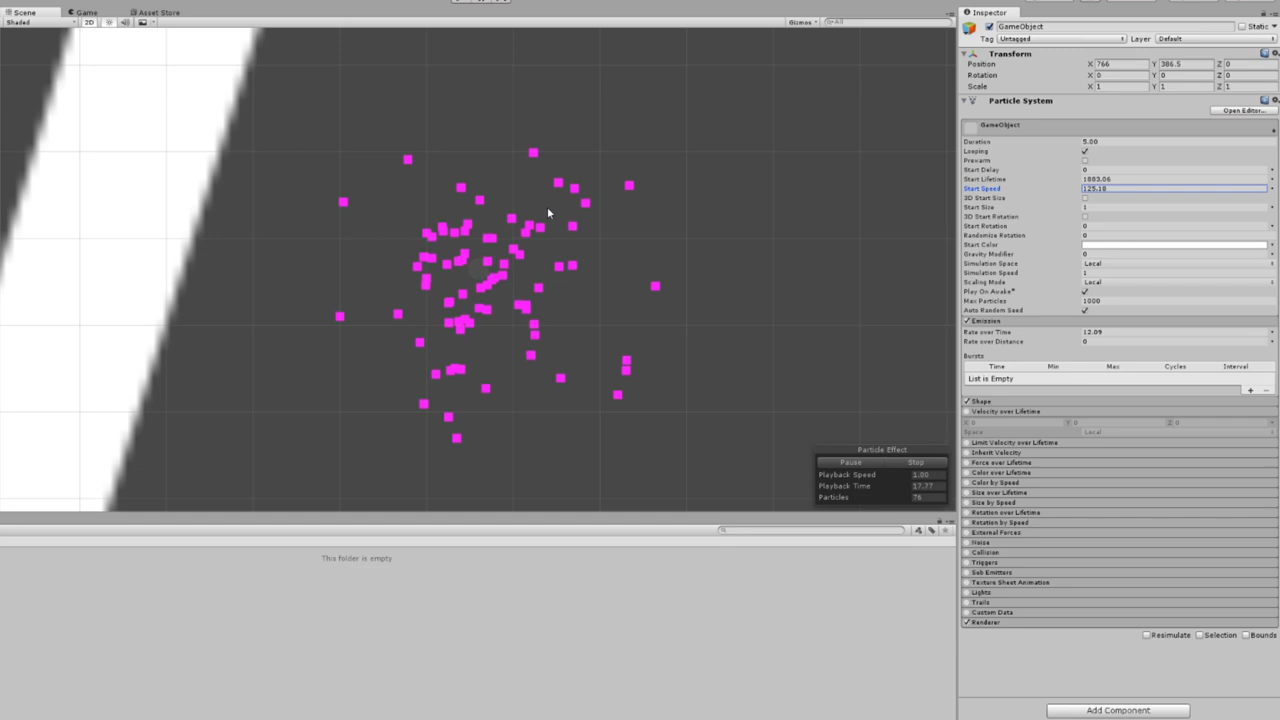 Scene
Game
Asset Store
Shaded
2D
Gizmos
All
Inspector
GameObject
Static
Tag Untagged Layer Default
Transform
Position X 766 Y 386.5 Z 0
Rotation X 0 Y 0 Z 0
Scale X 1 Y 1 Z 1
Particle System
Open Editor...
GameObject
Duration 5.00
Looping
Prewarm
Start Delay 0
Start Lifetime 1883.06
Start Speed 125.18
3D Start Size
Start Size 1
3D Start Rotation
Start Rotation 0
Randomize Rotation 0
Start Color
Gravity Modifier 0
Simulation Space Local
Simulation Speed 1
Scaling Mode Local
Play On Awake*
Max Particles 1000
Auto Random Seed
Emission
Rate over Time 12.09
Rate over Distance 0
Bursts
Time Min Max Cycles Interval
List is Empty
+ -
Shape
Velocity over Lifetime
X 0 Y 0 Z 0
Space Local
Limit Velocity over Lifetime
Inherit Velocity
Force over Lifetime
Color over Lifetime
Color by Speed
Size over Lifetime
Size by Speed
Rotation over Lifetime
Rotation by Speed
External Forces
Noise
Collision
Triggers
Sub Emitters
Texture Sheet Animation
Lights
Trails
Custom Data
Renderer
Resimulate Selection Bounds
Add Component
Particle Effect
Pause Stop
Playback Speed 1.00
Playback Time 17.77
Particles 76
This folder is empty